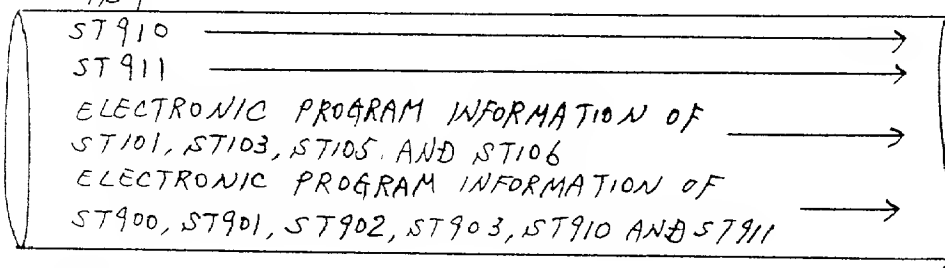 ST910
ST911
ELECTRONIC PROGRAM INFORMATION OF
ST101, ST103, ST105. AND ST106
ELECTRONIC PROGRAM INFORMATION OF
ST900, ST901, ST902, ST903, ST910 AND ST911